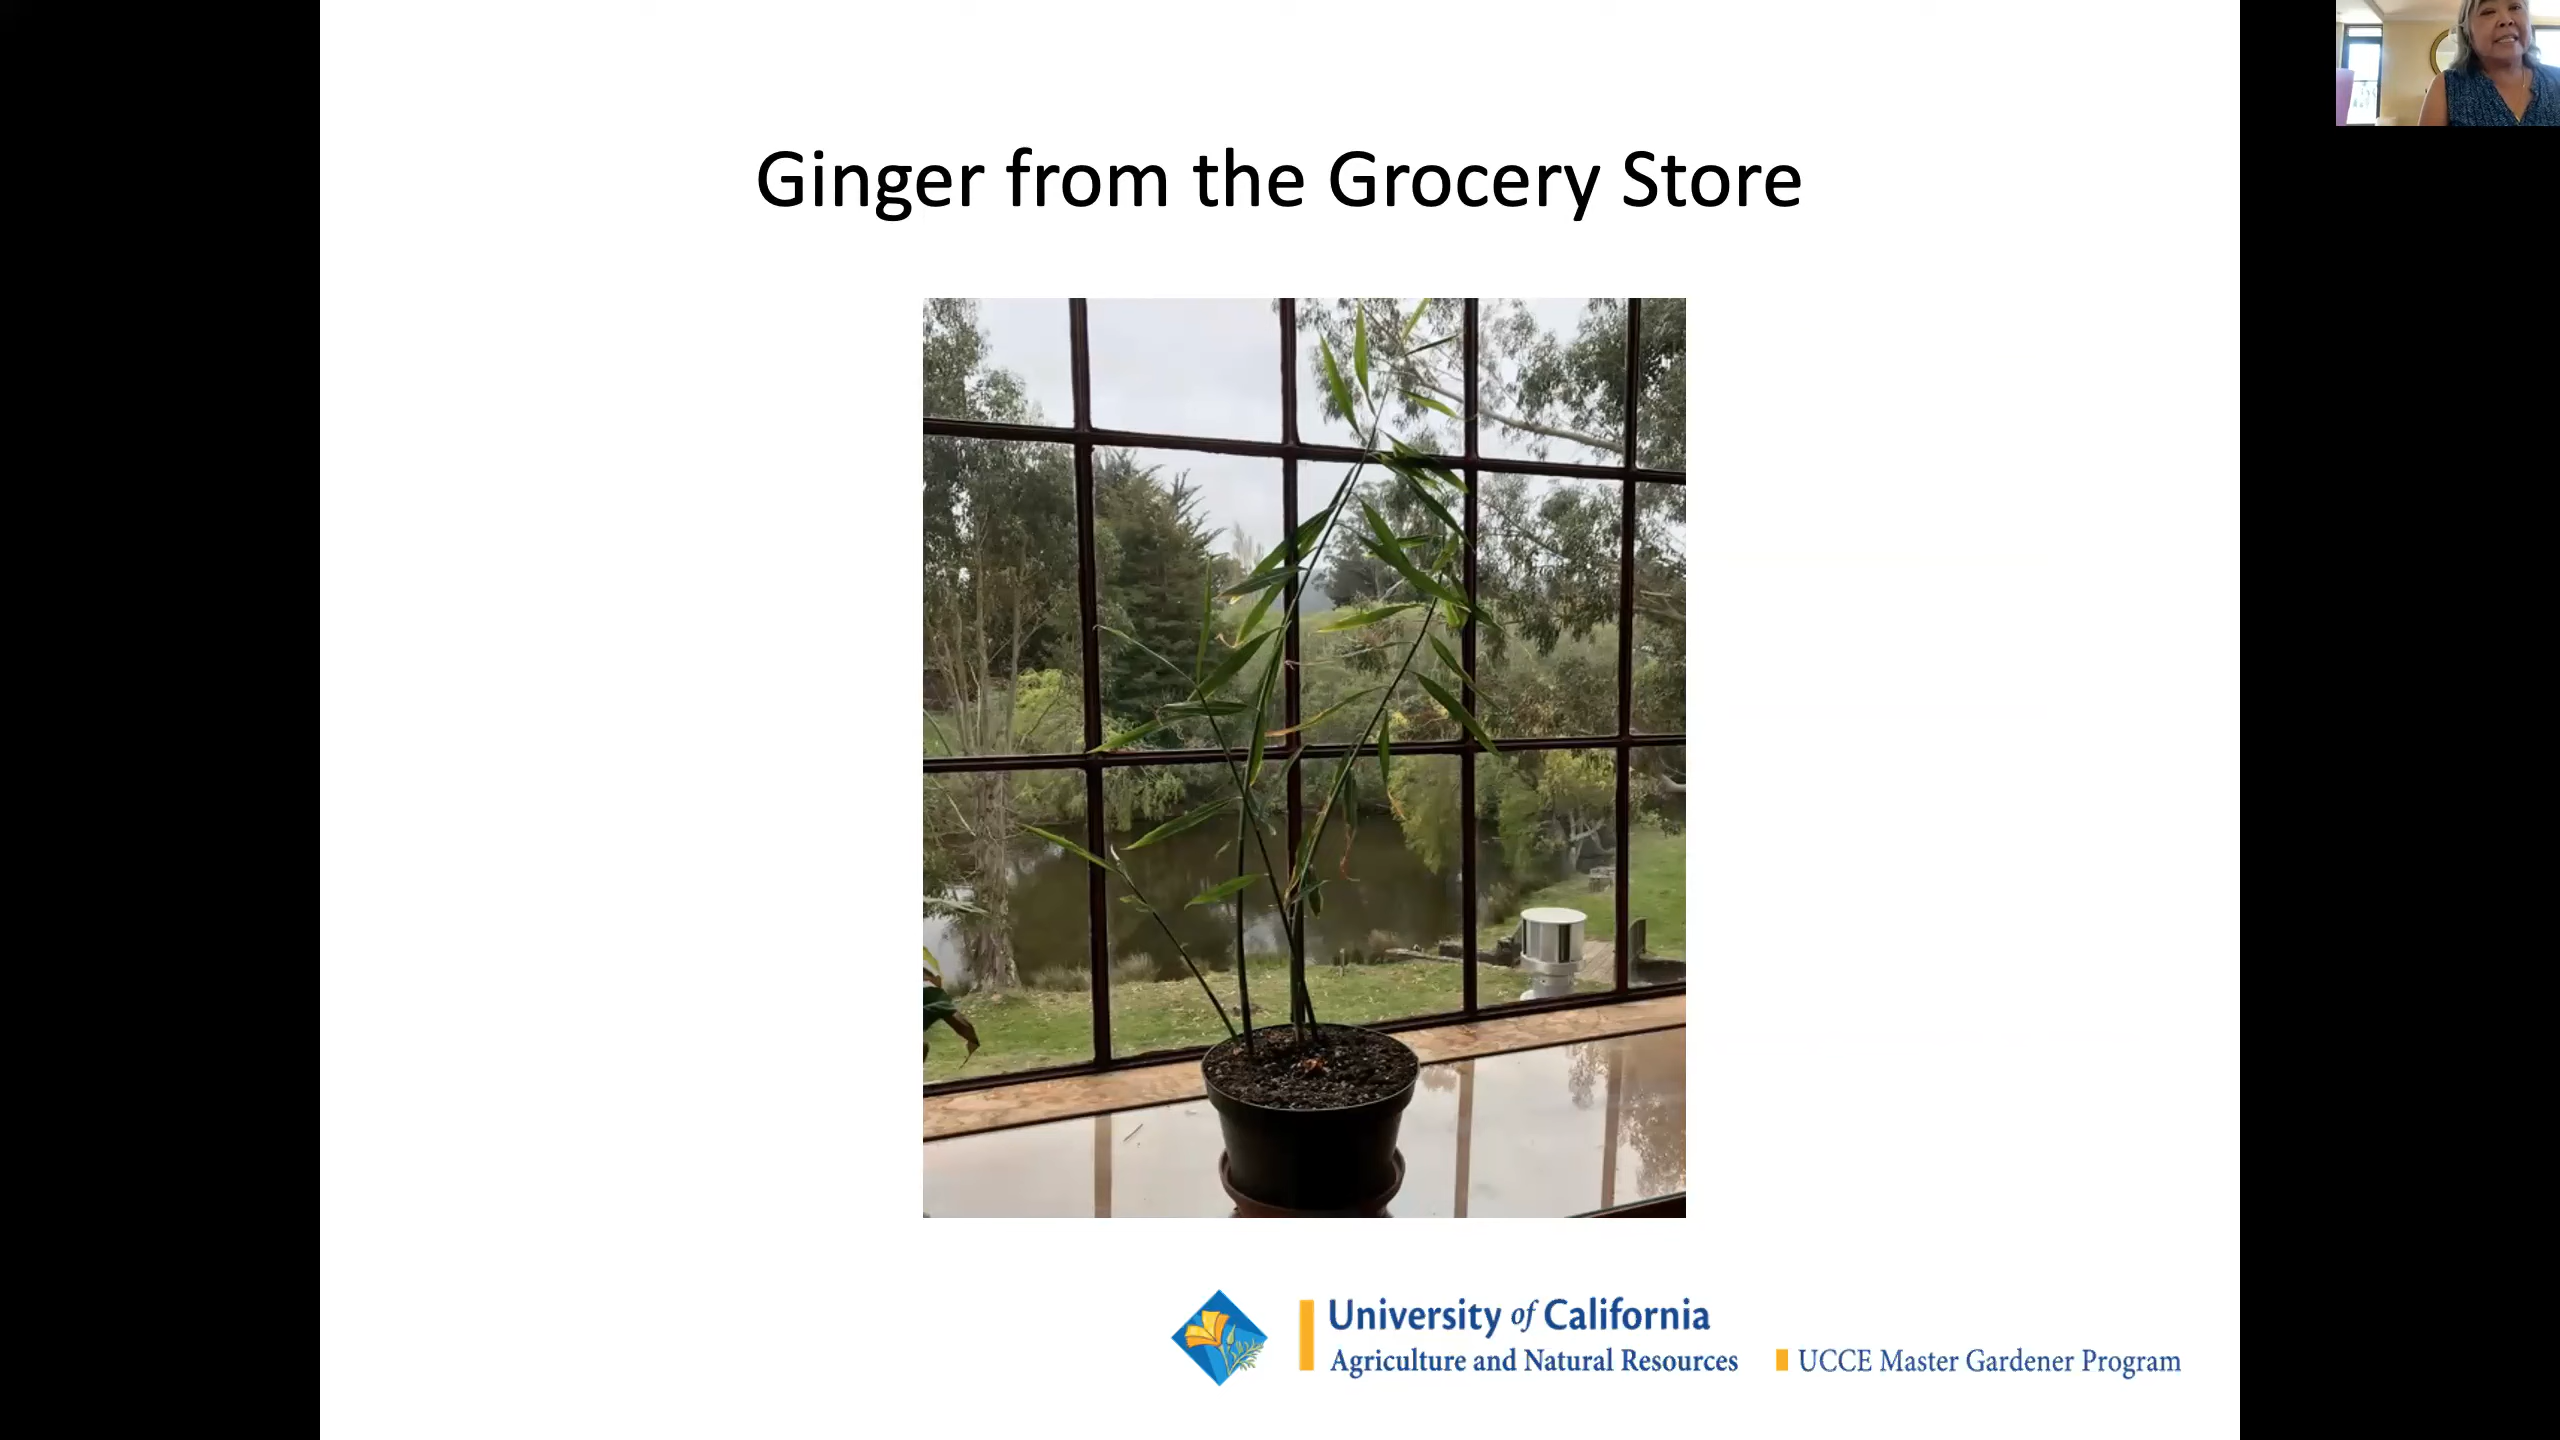 Ginger from the Grocery Store
University of California
Agriculture and Natural Resources
UCCE Master Gardener Program